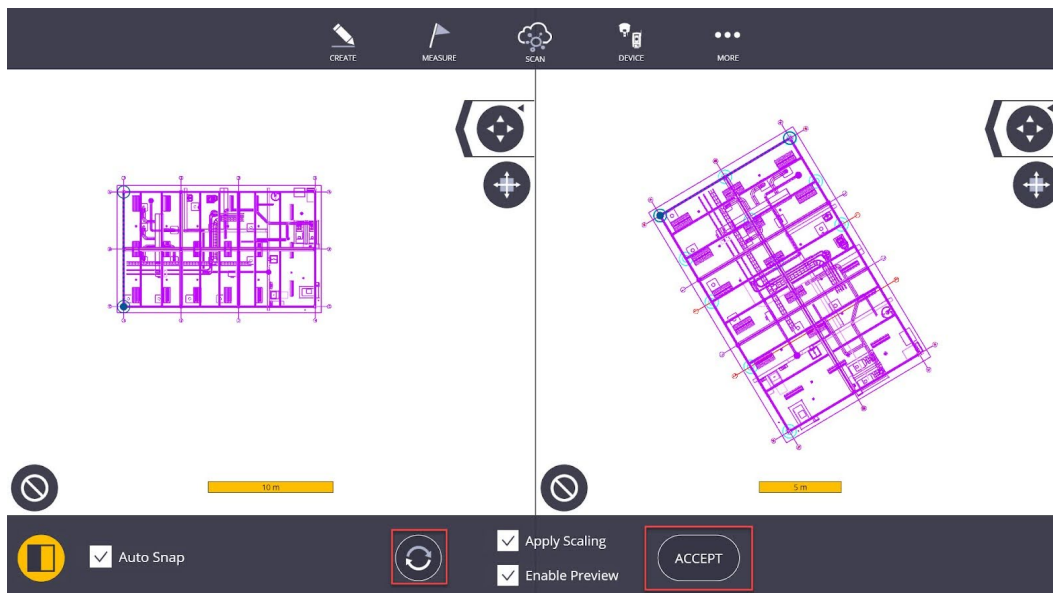 CREATE
MEASURE
SCAN
DEVICE
MORE
10 m
5 m
Auto Snap
Apply Scaling
Enable Preview
ACCEPT